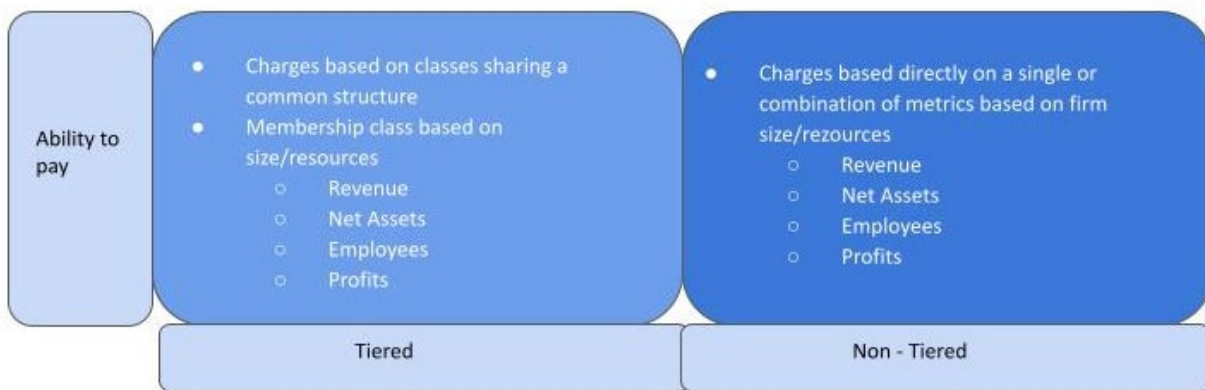 Ability to
pay
● Charges based on classes sharing a
common structure
● Membership class based on
size/resources
○ Revenue
○ Net Assets
○ Employees
○ Profits
● Charges based directly on a single or
combination of metrics based on firm
size/rezources
○ Revenue
○ Net Assets
○ Employees
○ Profits
Tiered
Non - Tiered